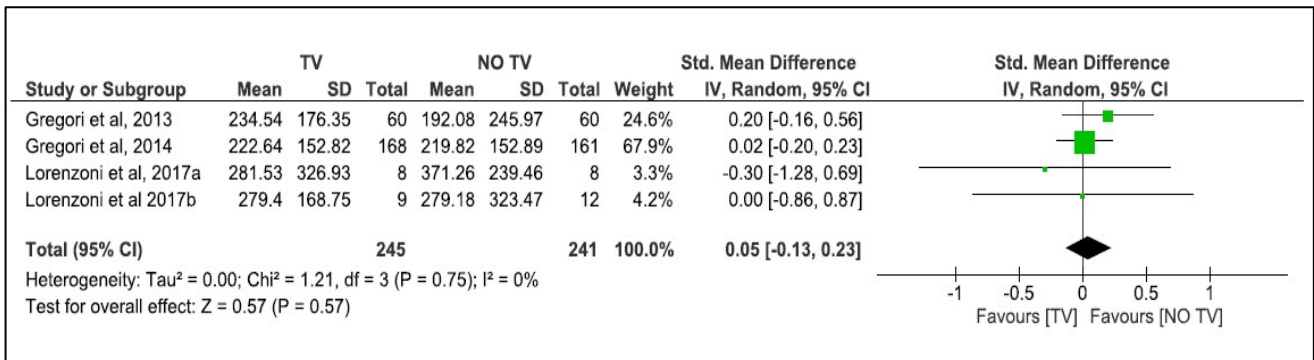 TV NO TV Std. Mean Difference Std. Mean Difference
Study or Subgroup Mean SD Total Mean SD Total Weight IV, Random, 95% CI IV, Random, 95% CI
Gregori et al, 2013 234.54 176.35 60 192.08 245.97 60 24.6% 0.20 [-0.16, 0.56]
Gregori et al, 2014 222.64 152.82 168 219.82 152.89 161 67.9% 0.02 [-0.20, 0.23]
Lorenzoni et al, 2017a 281.53 326.93 8 371.26 239.46 8 3.3% -0.30 [-1.28, 0.69]
Lorenzoni et al 2017b 279.4 168.75 9 279.18 323.47 12 4.2% 0.00 [-0.86, 0.87]
Total (95% CI) 245 241 100.0% 0.05 [-0.13, 0.23]
Heterogeneity: Tau² = 0.00; Chi² = 1.21, df = 3 (P = 0.75); I² = 0%
Test for overall effect: Z = 0.57 (P = 0.57)
-1 -0.5 0 0.5 1
Favours [TV] Favours [NO TV]